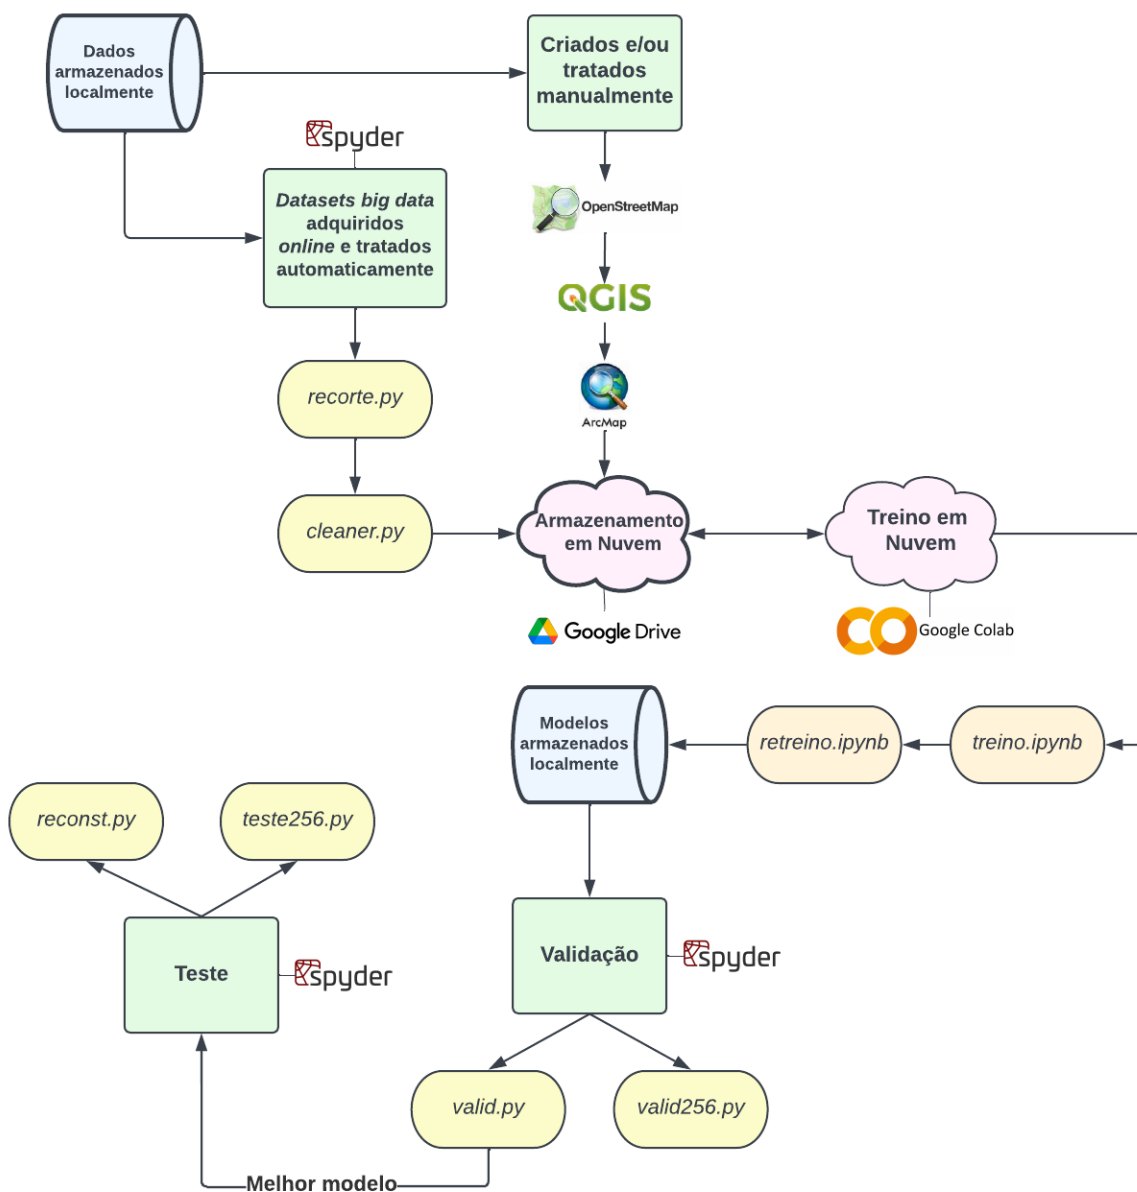 Dados
armazenados
localmente
Criados e/ou
tratados
manualmente
spyder
Datasets big data
adquiridos
online e tratados
automaticamente
OpenStreetMap
QGIS
recorte.py
ArcMap
cleaner.py
Armazenamento
em Nuvem
Treino em
Nuvem
Google Drive
Google Colab
Modelos
armazenados
localmente
retreino.ipynb
treino.ipynb
reconst.py
teste256.py
Teste
spyder
Validação
spyder
valid.py
valid256.py
Melhor modelo